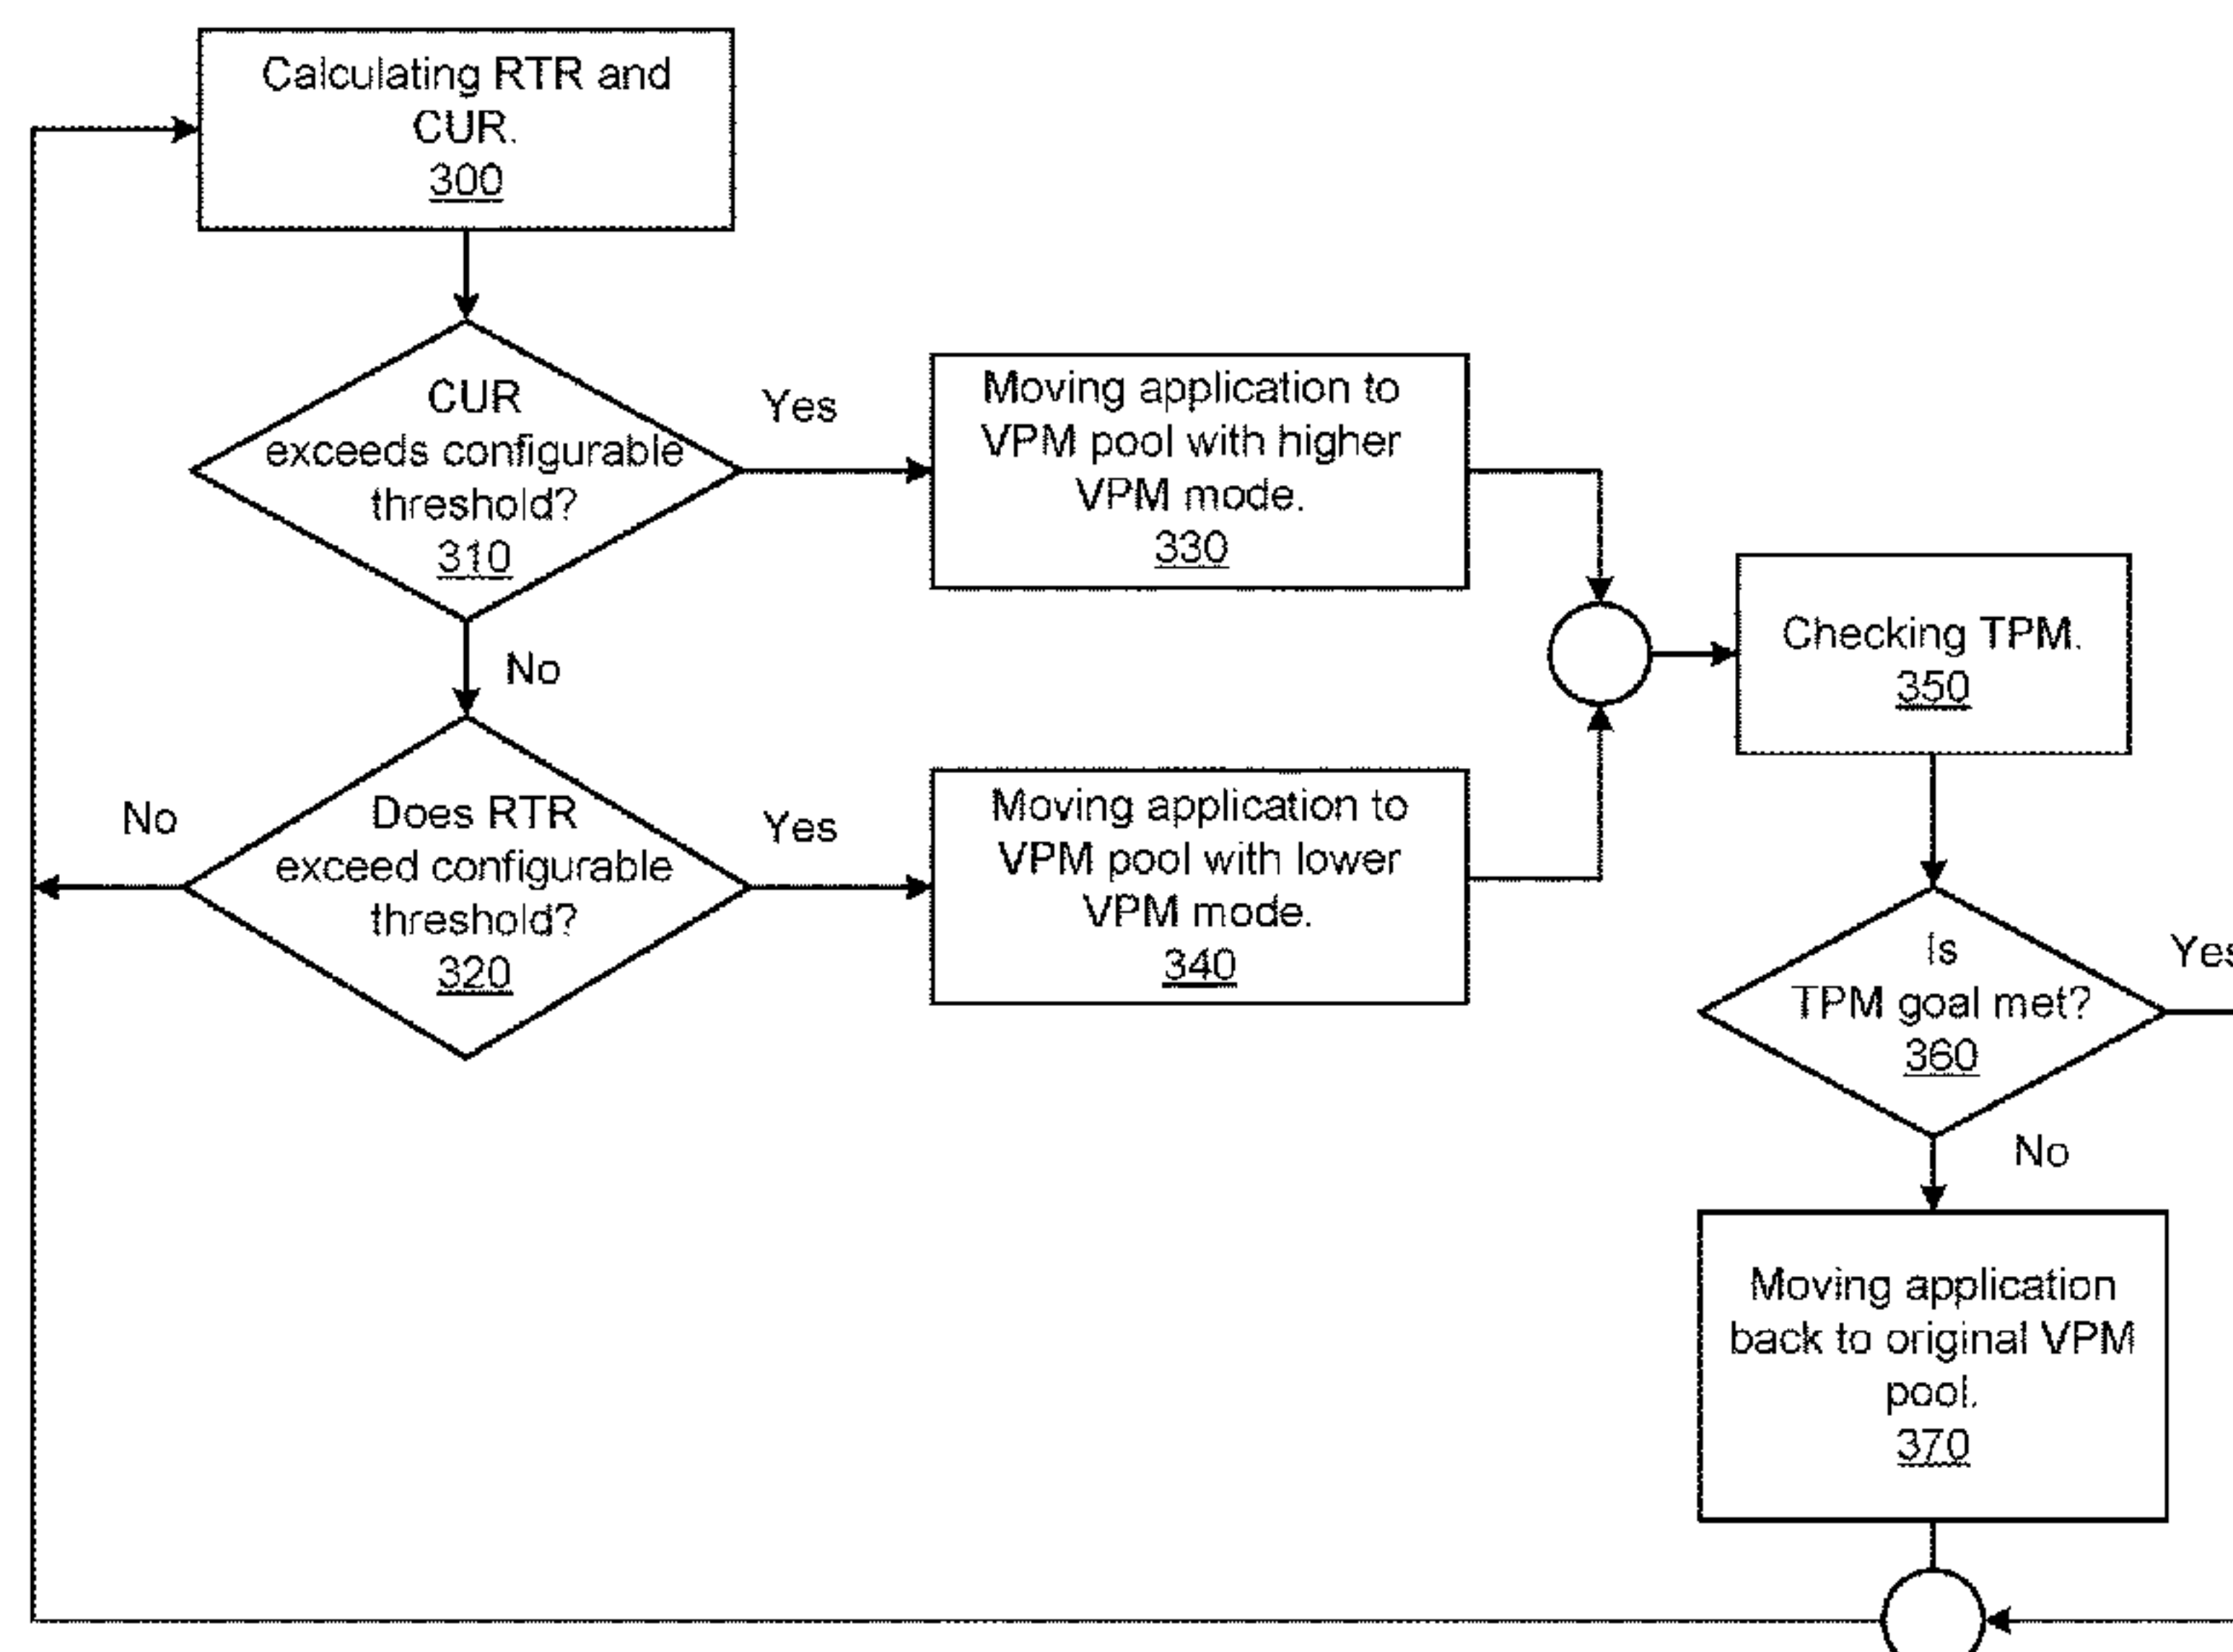 Calculating RTR and
CUR.
300
CUR
exceeds configurable
threshold?
310
Yes
No
Moving application to
VPM pool with higher
VPM mode.
330
Does RTR
exceed configurable
threshold?
320
No
Yes
Moving application to
VPM pool with lower
VPM mode.
340
Checking TPM.
350
Is
TPM goal met?
360
Yes
No
Moving application
back to original VPM
pool.
370